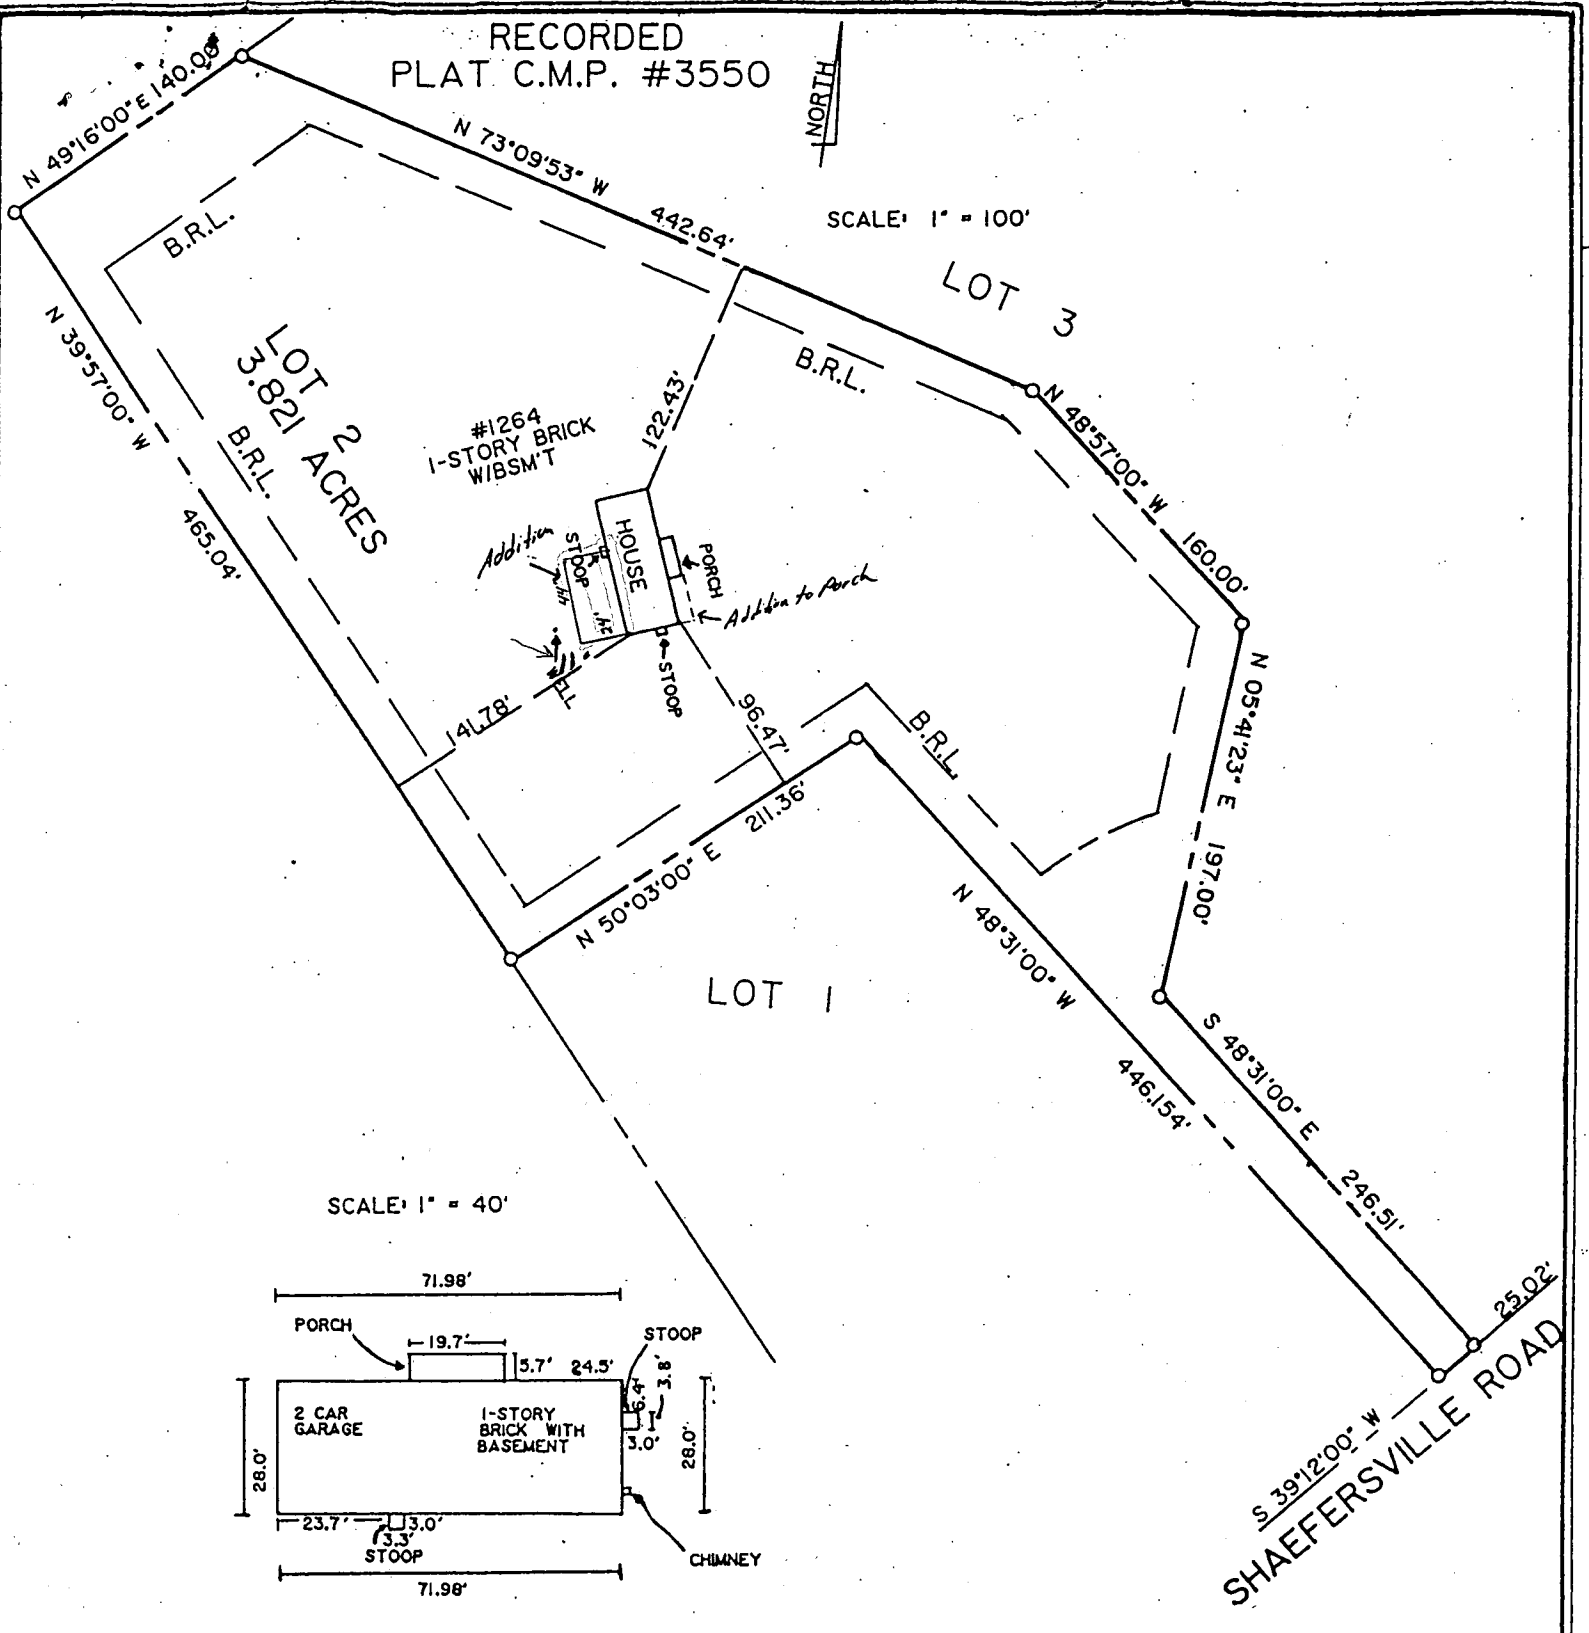 RECORDED
PLAT C.M.P. #3550
NORTH
N 49°16'00" E 140.00'
N 73°09'53" W
442.64'
SCALE: 1" = 100'
LOT 3
B.R.L.
B.R.L.
N 39°57'00" W
465.04'
LOT 2
3.821 ACRES
B.R.L.
#1264
1-STORY BRICK
W/BSM'T
122.43'
N 48°57'00" W
160.00'
Addition
STOOP
HOUSE
PORCH
Addition to Porch
44'
24'
WELL
STOOP
141.78'
96.47'
B.R.L.
N 05°41'23" E 197.00'
211.36'
N 50°03'00" E
N 48°31'00" W
446.154'
LOT 1
S 48°31'00" E
246.51'
25.02'
S 39°12'00" W
SHAEFERSVILLE ROAD
SCALE: 1" = 40'
71.98'
PORCH
19.7'
5.7'
24.5'
STOOP
6.4'
3.8'
3.0'
2 CAR
GARAGE
1-STORY
BRICK WITH
BASEMENT
28.0'
28.0'
23.7'
3.0'
3.3'
STOOP
CHIMNEY
71.98'